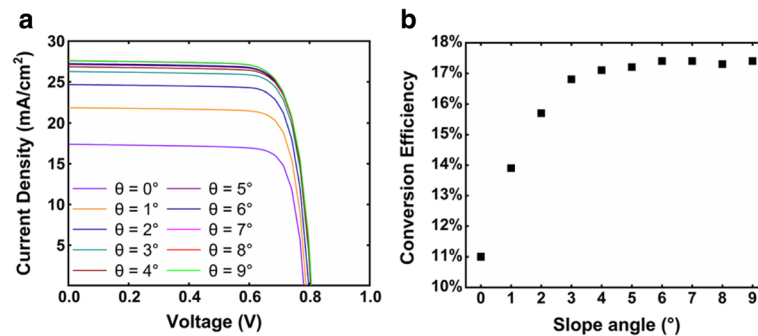 a
30
25
20
15
10
5
0.0 0.2 0.4 0.6 0.8 1.0
Current Density (mA/cm²)
Voltage (V)
θ = 0° θ = 5°
θ = 1° θ = 6°
θ = 2° θ = 7°
θ = 3° θ = 8°
θ = 4° θ = 9°
b
18%
17%
16%
15%
14%
13%
12%
11%
10%
0 1 2 3 4 5 6 7 8 9
Conversion Efficiency
Slope angle (°)